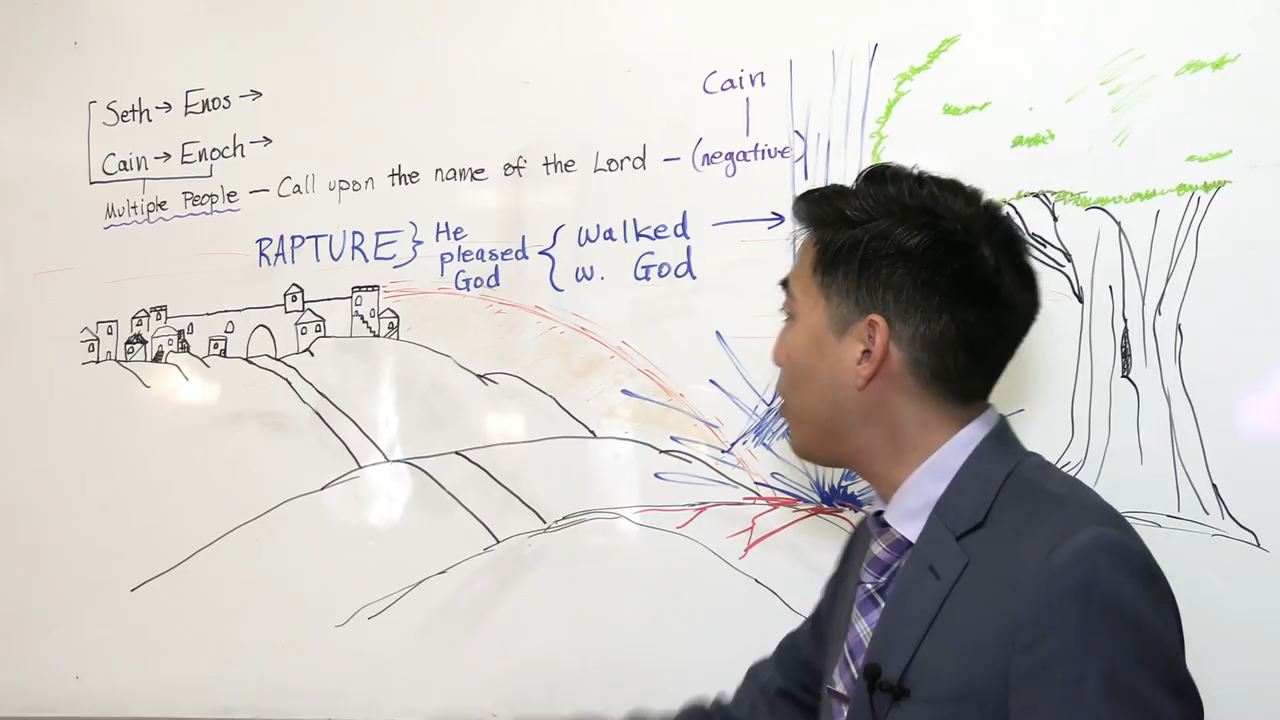 Seth → Enos →
Cain → Enoch →
Multiple People – Call upon the name of the Lord – (negative)
Cain
RAPTURE } He pleased God { Walked w. God →